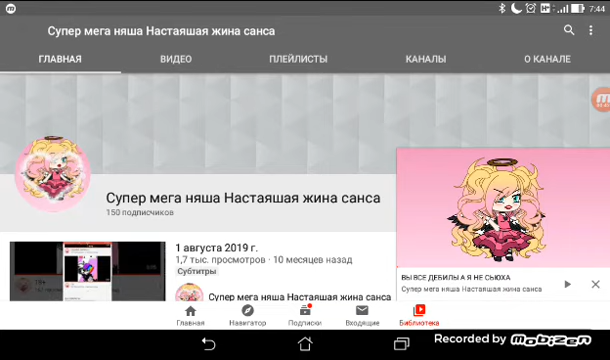 7:44
Супер мега няша Настаяшая жина санса
ГЛАВНАЯ
ВИДЕО
ПЛЕЙЛИСТЫ
КАНАЛЫ
О КАНАЛЕ
Супер мега няша Настаяшая жина санса
150 подписчиков
1 августа 2019 г.
1,7 тыс. просмотров · 10 месяцев назад
Субтитры
Супер мега няша Настаяшая жина санса
ВЫ ВСЕ ДЕБИЛЫ А Я НЕ СЬЮХА
Супер мега няша Настаяшая жина санса
Главная
Навигатор
Подписки
Входящие
Библиотека
Recorded by Mobizen